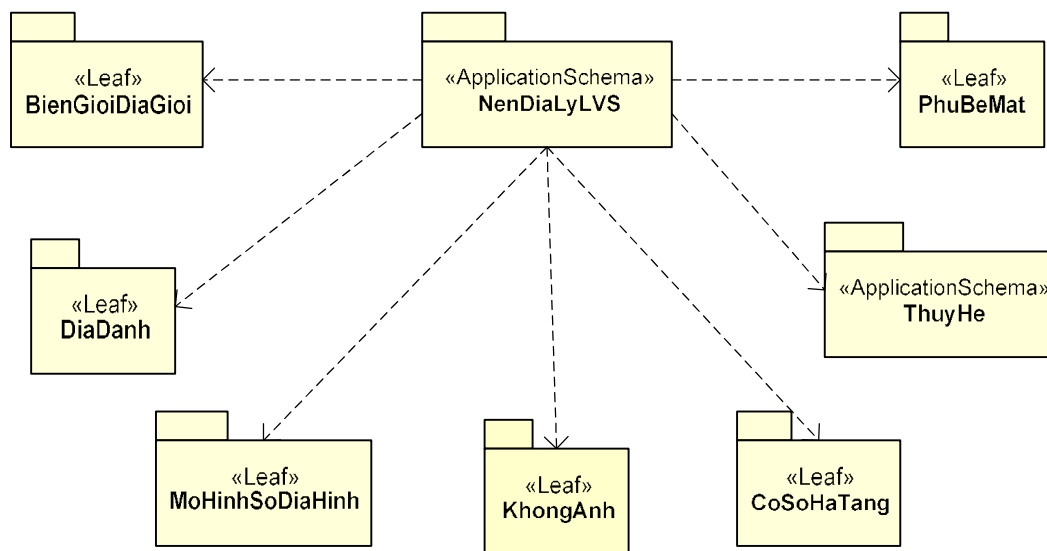 «Leaf»
BienGioiDiaGioi
«ApplicationSchema»
NenDiaLyLVS
«Leaf»
PhuBeMat
«Leaf»
DiaDanh
«ApplicationSchema»
ThuyHe
«Leaf»
MoHinhSoDiaHinh
«Leaf»
KhongAnh
«Leaf»
CoSoHaTang